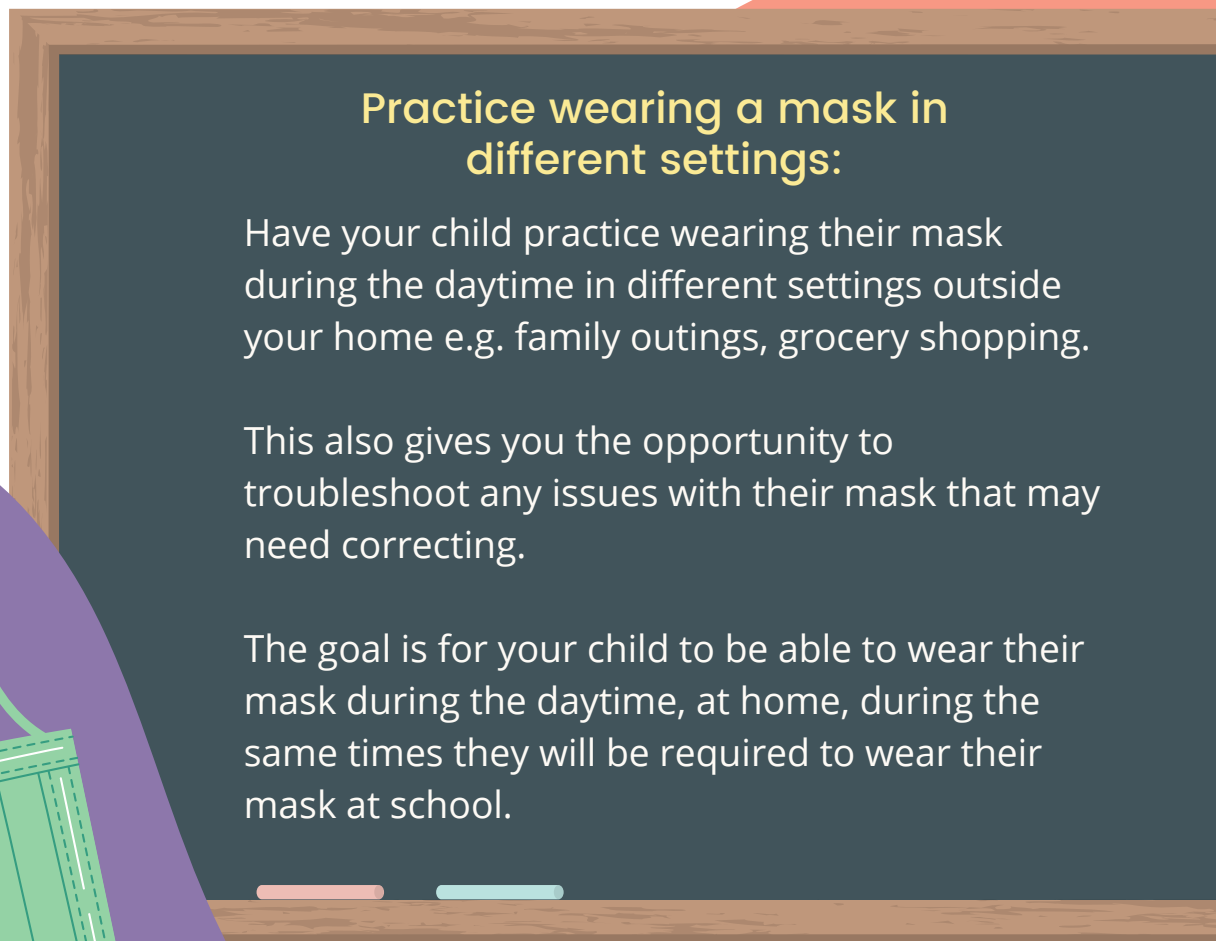 Practice wearing a mask in
different settings:
Have your child practice wearing their mask
during the daytime in different settings outside
your home e.g. family outings, grocery shopping.
This also gives you the opportunity to
troubleshoot any issues with their mask that may
need correcting.
The goal is for your child to be able to wear their
mask during the daytime, at home, during the
same times they will be required to wear their
mask at school.